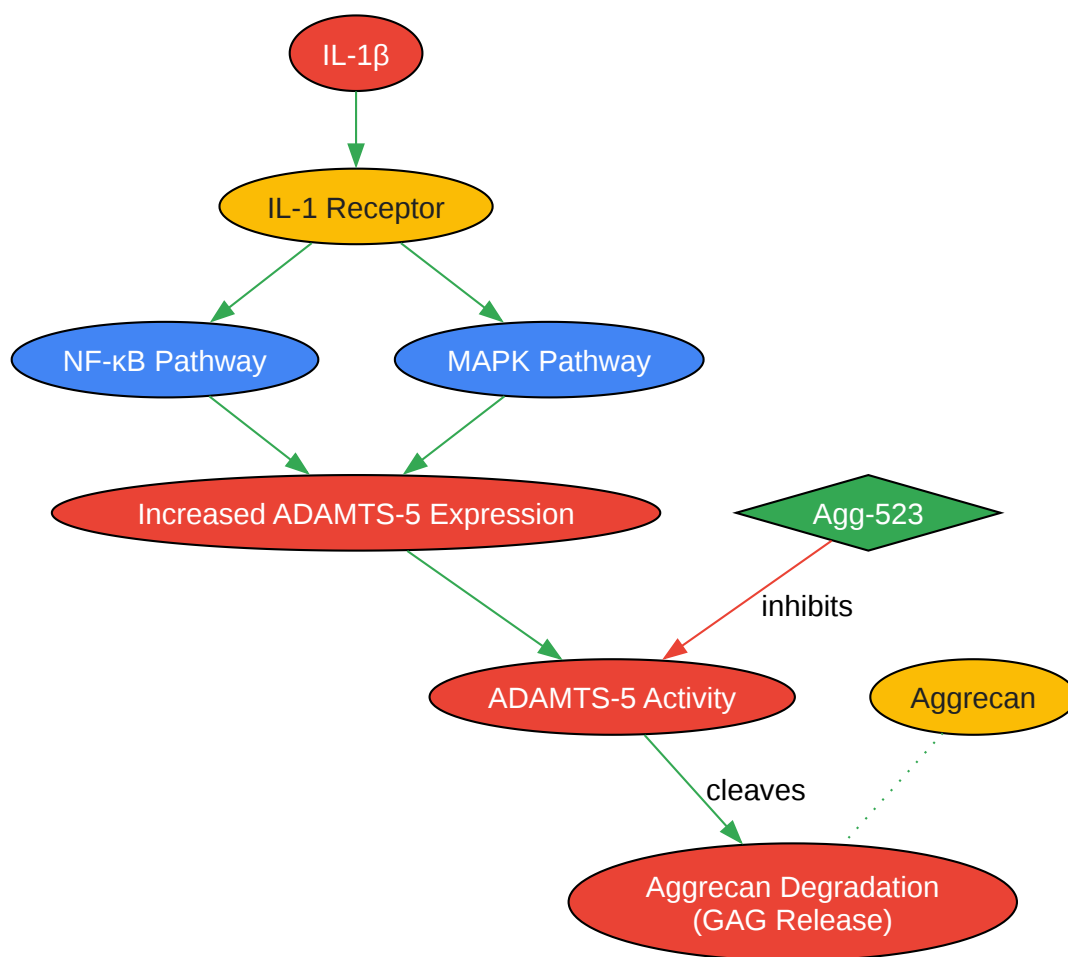 IL-1β
IL-1 Receptor
NF-κB Pathway
MAPK Pathway
Increased ADAMTS-5 Expression
Agg-523
inhibits
ADAMTS-5 Activity
Aggrecan
cleaves
Aggrecan Degradation
(GAG Release)